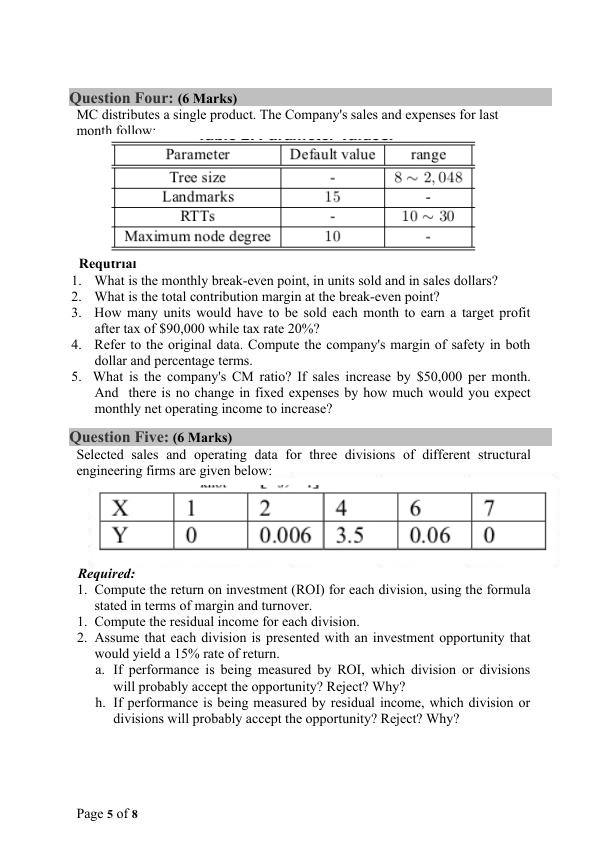 Question Four: (6 Marks)
MC distributes a single product. The Company's sales and expenses for last
month follow:
Parameter Default value range
Tree size - 8 ~ 2,048
Landmarks 15 -
RTTs - 10 ~ 30
Maximum node degree 10 -
1. What is the monthly break-even point, in units sold and in sales dollars?
2. What is the total contribution margin at the break-even point?
3. How many units would have to be sold each month to earn a target profit
after tax of $90,000 while tax rate 20%?
4. Refer to the original data. Compute the company's margin of safety in both
dollar and percentage terms.
5. What is the company's CM ratio? If sales increase by $50,000 per month.
And there is no change in fixed expenses by how much would you expect
monthly net operating income to increase?
Question Five: (6 Marks)
Selected sales and operating data for three divisions of different structural
engineering firms are given below:
X 1 2 4 6 7
Y 0 0.006 3.5 0.06 0
Required:
1. Compute the return on investment (ROI) for each division, using the formula
stated in terms of margin and turnover.
1. Compute the residual income for each division.
2. Assume that each division is presented with an investment opportunity that
would yield a 15% rate of return.
a. If performance is being measured by ROI, which division or divisions
will probably accept the opportunity? Reject? Why?
h. If performance is being measured by residual income, which division or
divisions will probably accept the opportunity? Reject? Why?
Page 5 of 8